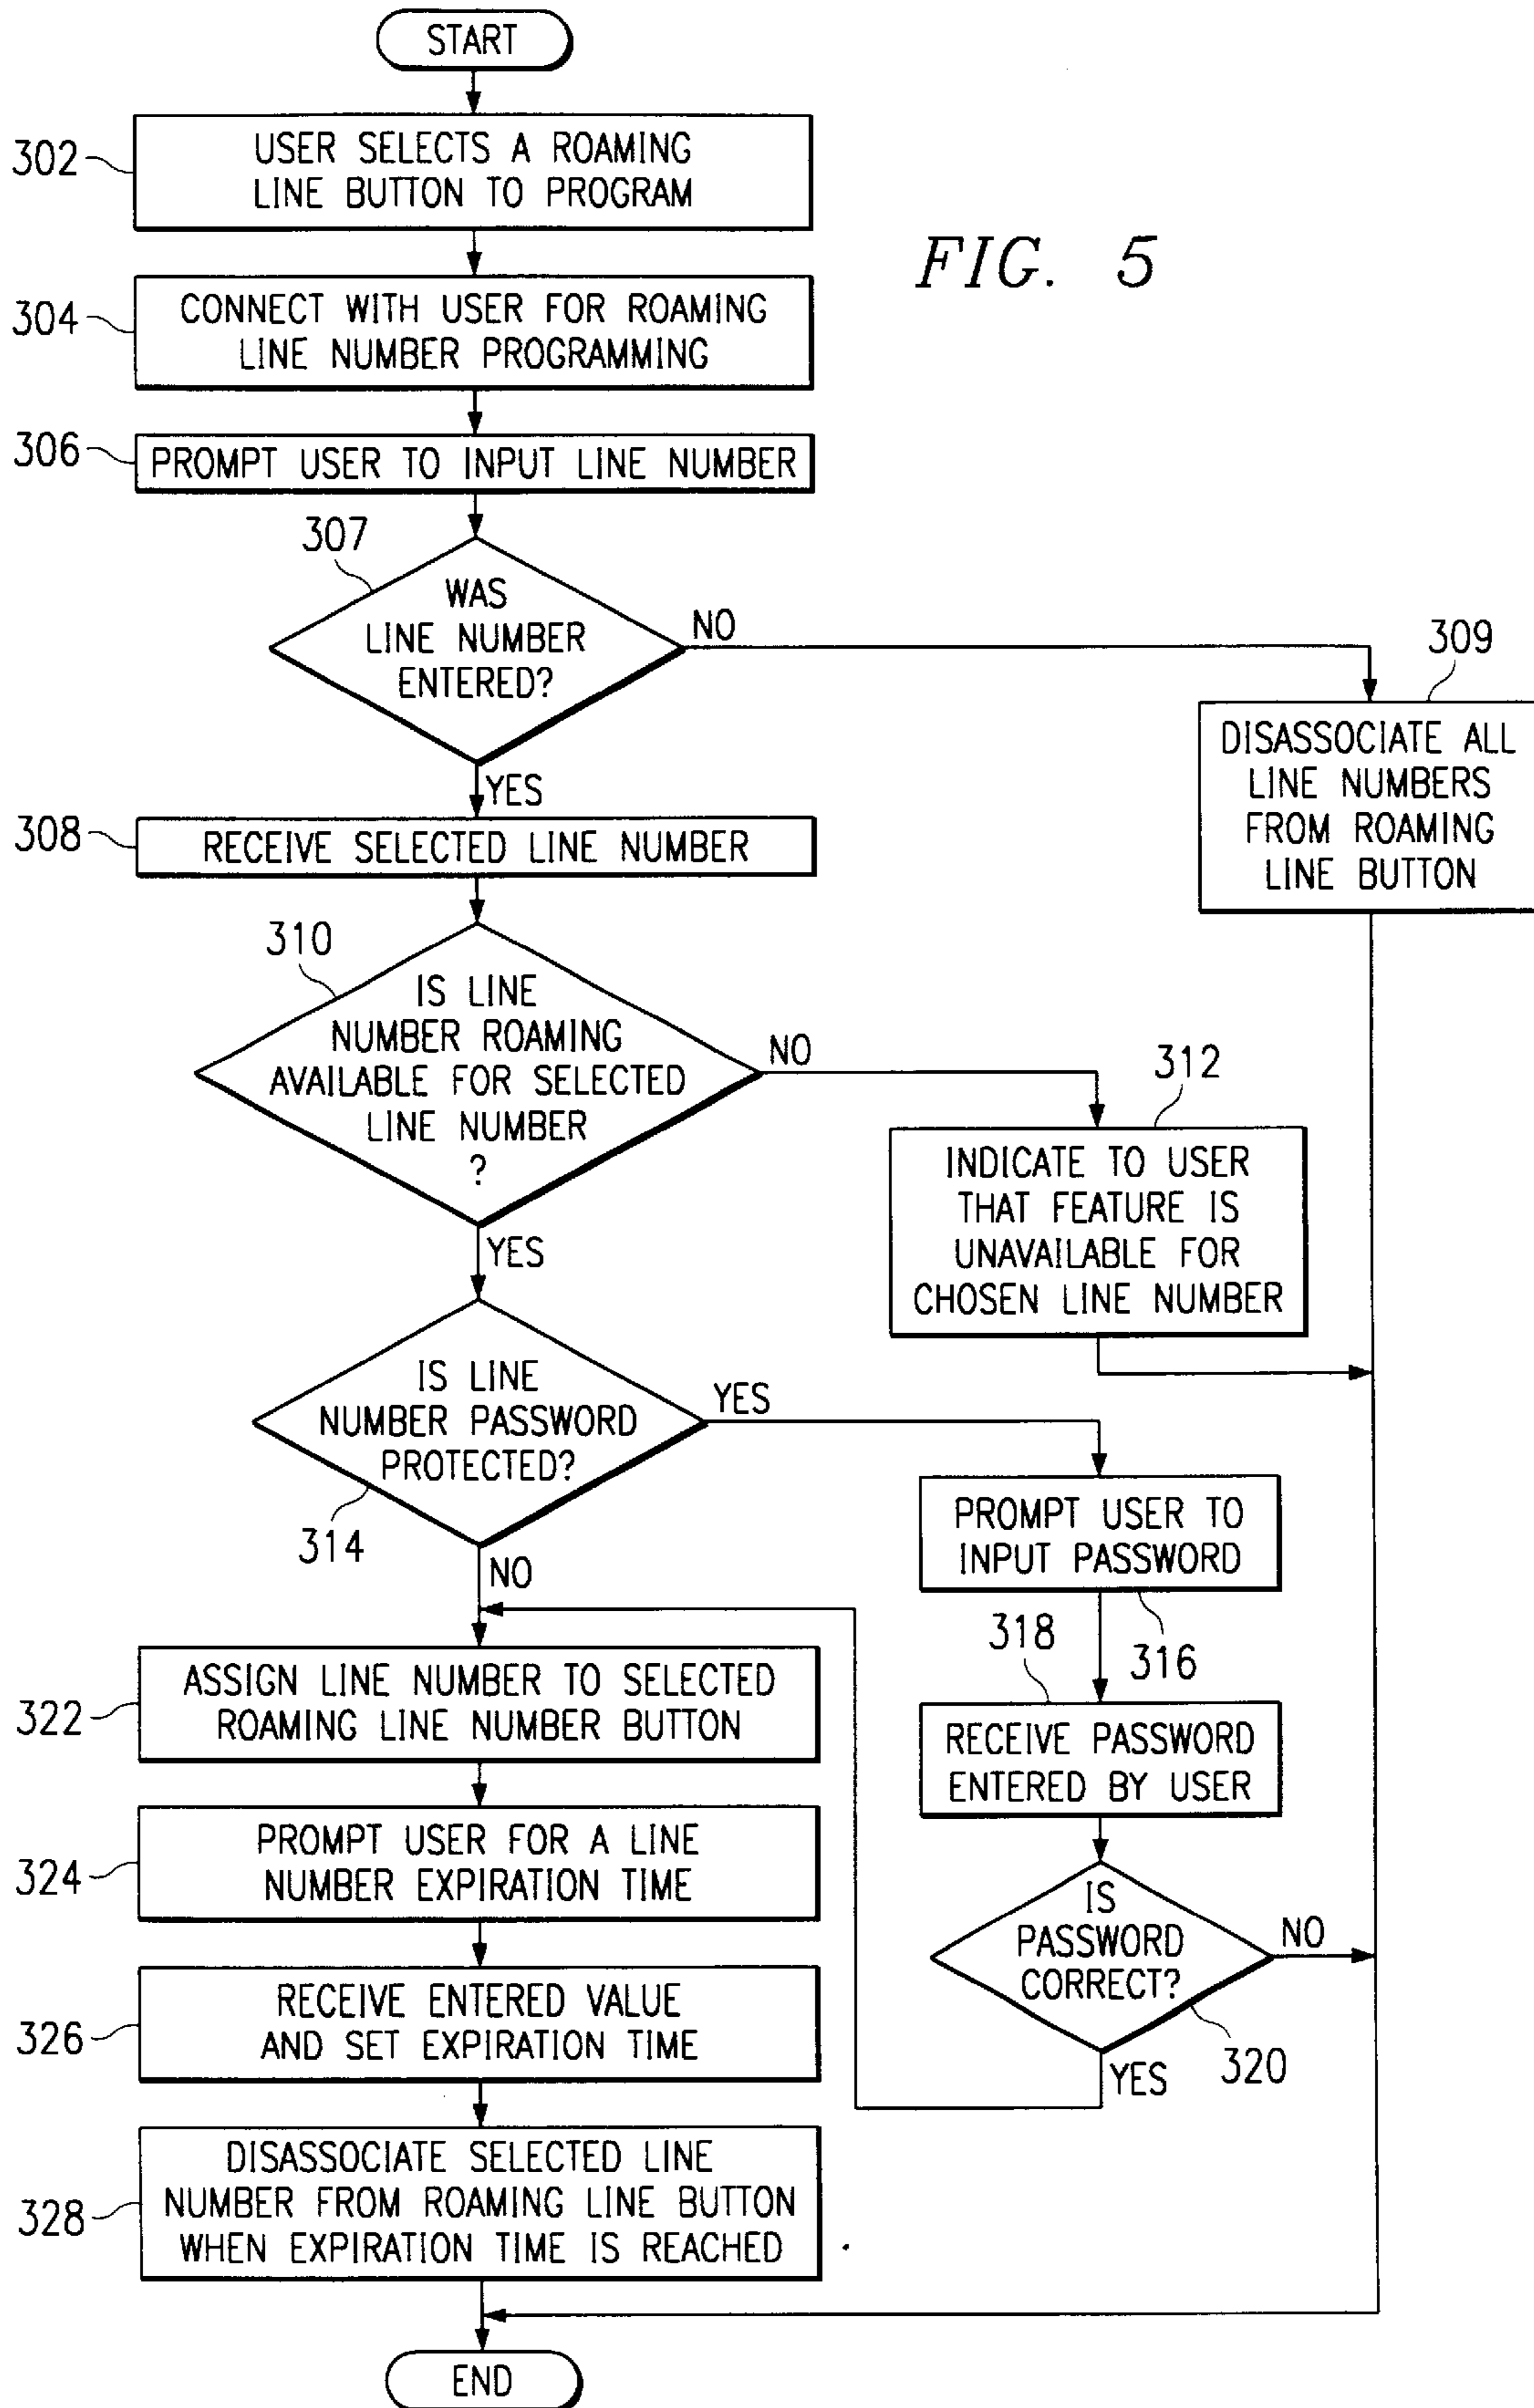 START
302
USER SELECTS A ROAMING
LINE BUTTON TO PROGRAM
FIG. 5
304
CONNECT WITH USER FOR ROAMING
LINE NUMBER PROGRAMMING
306
PROMPT USER TO INPUT LINE NUMBER
307
WAS
LINE NUMBER
ENTERED?
NO
309
DISASSOCIATE ALL
LINE NUMBERS
FROM ROAMING
LINE BUTTON
YES
308
RECEIVE SELECTED LINE NUMBER
310
IS LINE
NUMBER ROAMING
AVAILABLE FOR SELECTED
LINE NUMBER
?
NO
312
INDICATE TO USER
THAT FEATURE IS
UNAVAILABLE FOR
CHOSEN LINE NUMBER
YES
IS LINE
NUMBER PASSWORD
PROTECTED?
314
YES
PROMPT USER TO
INPUT PASSWORD
316
NO
318
RECEIVE PASSWORD
ENTERED BY USER
IS
PASSWORD
CORRECT?
NO
320
YES
322
ASSIGN LINE NUMBER TO SELECTED
ROAMING LINE NUMBER BUTTON
324
PROMPT USER FOR A LINE
NUMBER EXPIRATION TIME
326
RECEIVE ENTERED VALUE
AND SET EXPIRATION TIME
328
DISASSOCIATE SELECTED LINE
NUMBER FROM ROAMING LINE BUTTON
WHEN EXPIRATION TIME IS REACHED
END